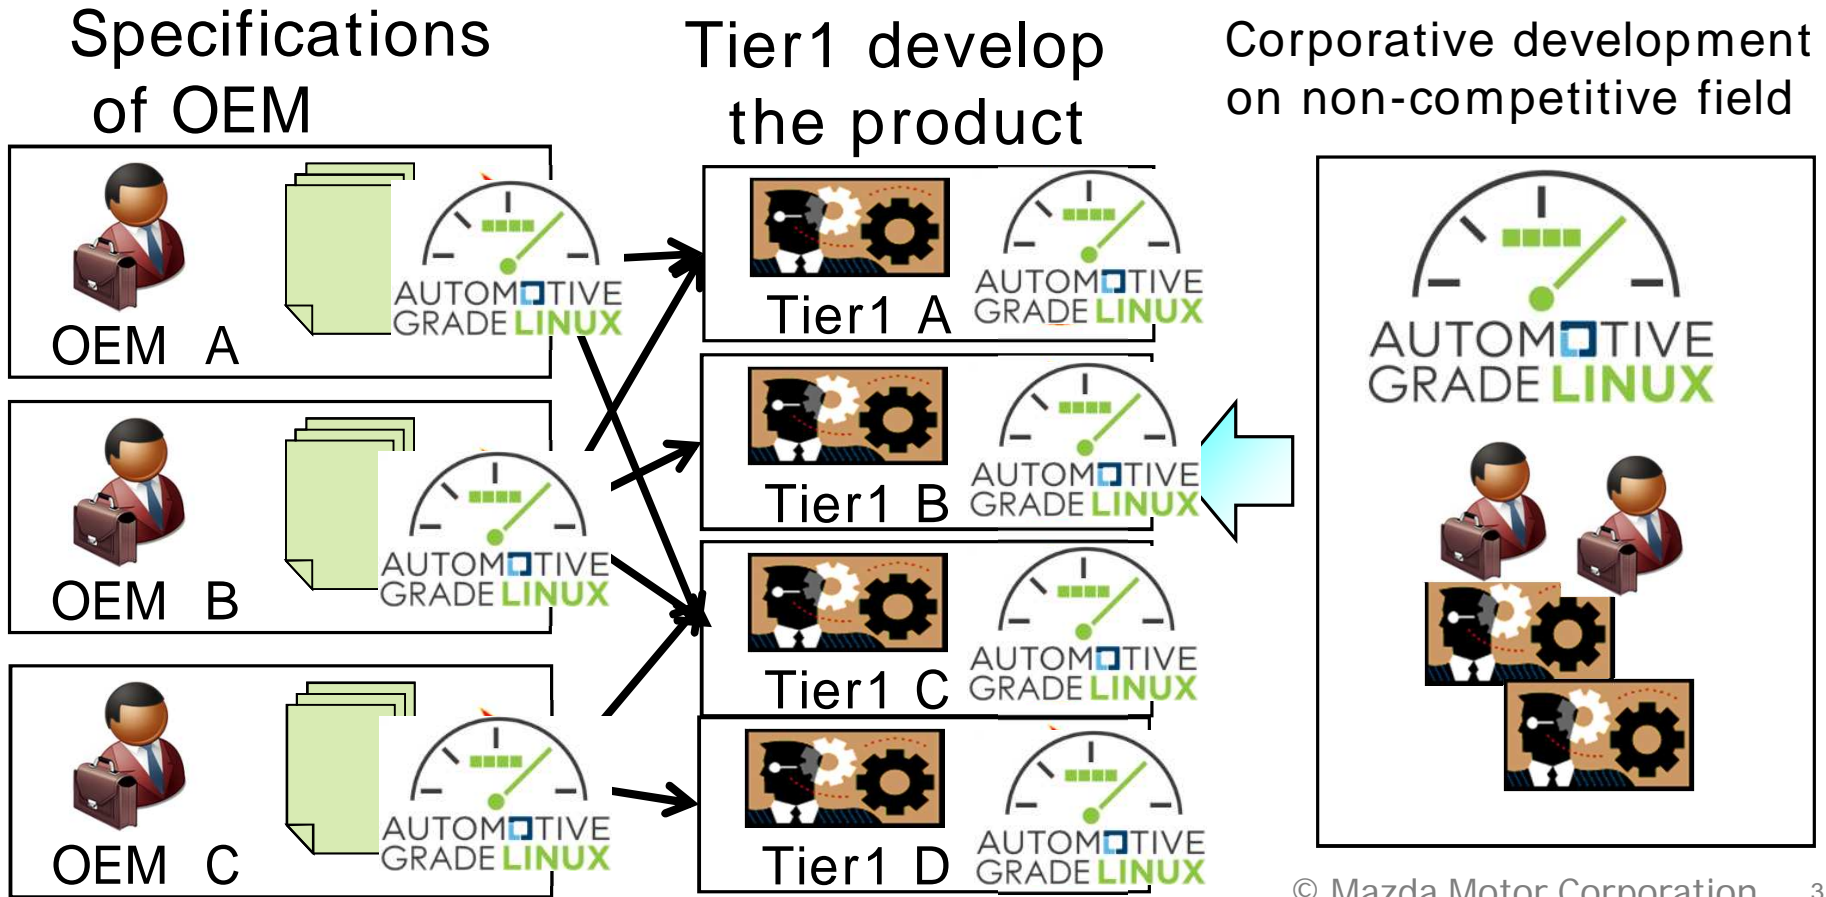 Specifications
of OEM
Tier1 develop
the product
Corporative development
on non-competitive field
OEM A
AUTOMOTIVE
GRADE LINUX
OEM B
AUTOMOTIVE
GRADE LINUX
OEM C
AUTOMOTIVE
GRADE LINUX
Tier1 A
AUTOMOTIVE
GRADE LINUX
Tier1 B
AUTOMOTIVE
GRADE LINUX
Tier1 C
AUTOMOTIVE
GRADE LINUX
Tier1 D
AUTOMOTIVE
GRADE LINUX
AUTOMOTIVE
GRADE LINUX
© Mazda Motor Corporation 3